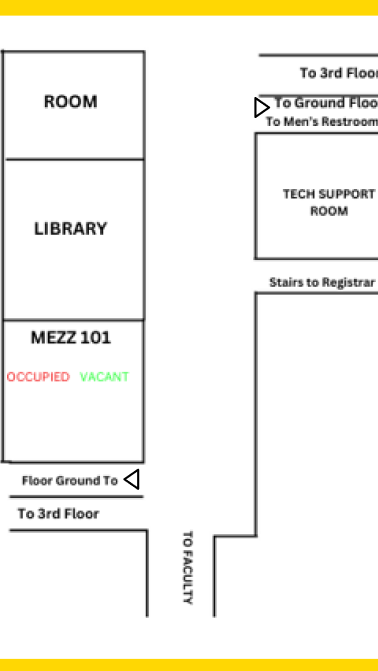 ROOM
LIBRARY
MEZZ 101
OCCUPIED VACANT
Floor Ground To
To 3rd Floor
TO FACULTY
To 3rd Floor
To Ground Floo
To Men's Restroom
TECH SUPPORT
ROOM
Stairs to Registrar